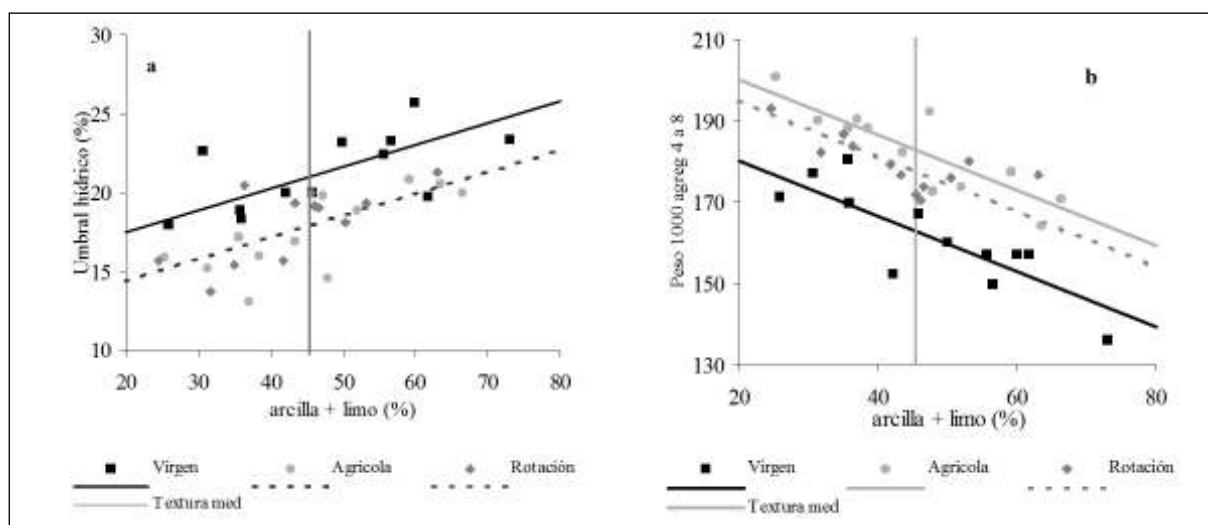 a
30
25
20
15
10
Umbral hídrico (%)
20 30 40 50 60 70 80
arcilla + limo (%)
Virgen Agricola Rotación
Textura med
b
210
190
170
150
130
Peso 1000 agreg 4 a 8
20 40 60 80
arcilla + limo (%)
Virgen Agricola Rotación
Textura med